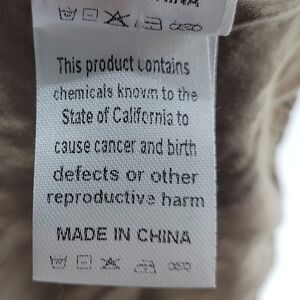 This product contains
chemicals known to the
State of California to
cause cancer and birth
defects or other
reproductive harm
MADE IN CHINA